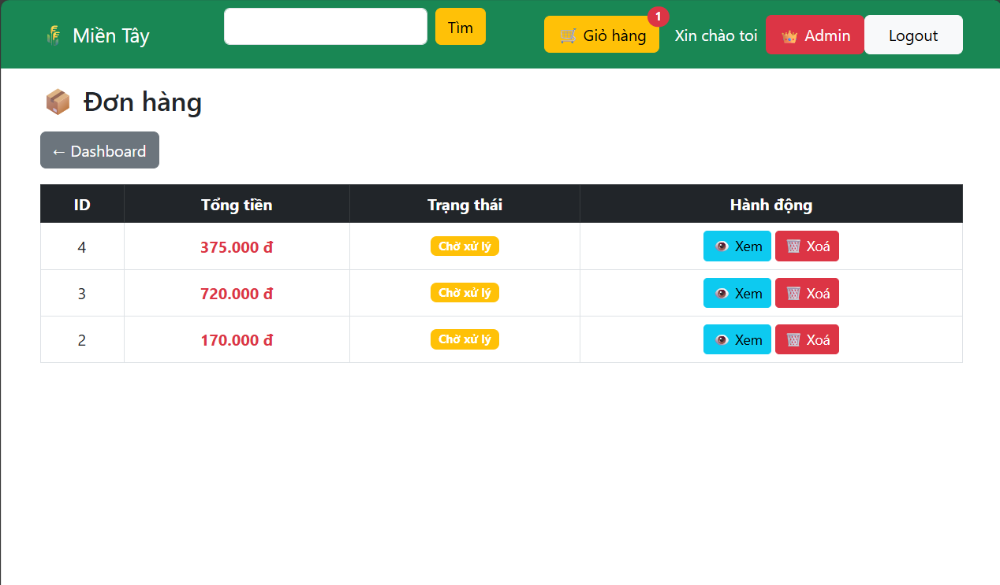 Miền Tây Tìm Giỏ hàng 1 Xin chào toi Admin Logout
Đơn hàng
← Dashboard
ID Tổng tiền Trạng thái Hành động
4 375.000 đ Chờ xử lý Xem Xoá
3 720.000 đ Chờ xử lý Xem Xoá
2 170.000 đ Chờ xử lý Xem Xoá